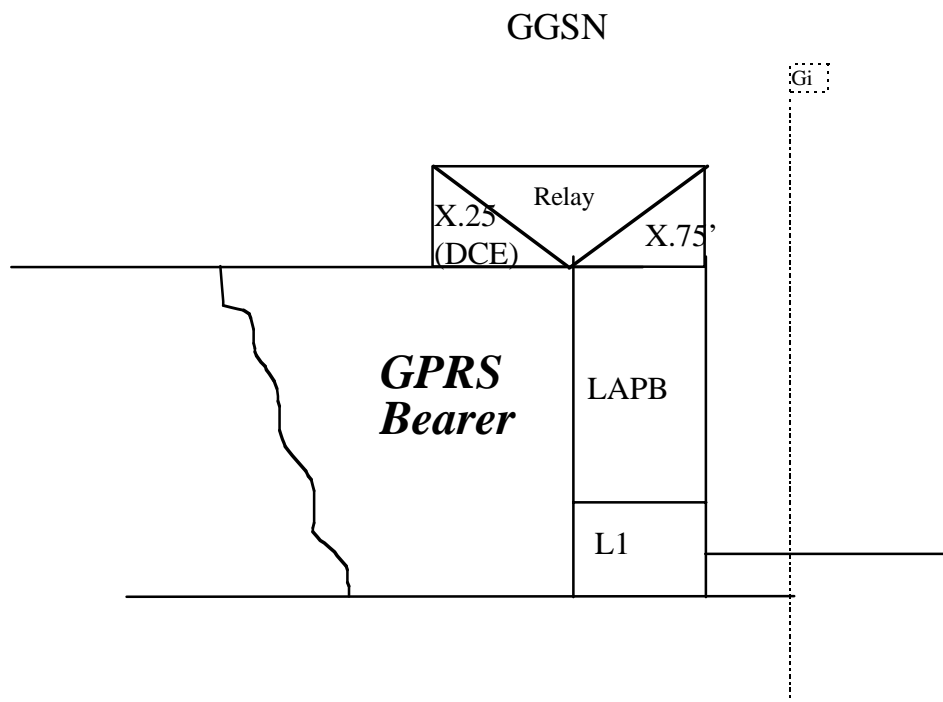 GGSN
Gi
Relay
X.25
(DCE)
X.75’
GPRS
Bearer
LAPB
L1